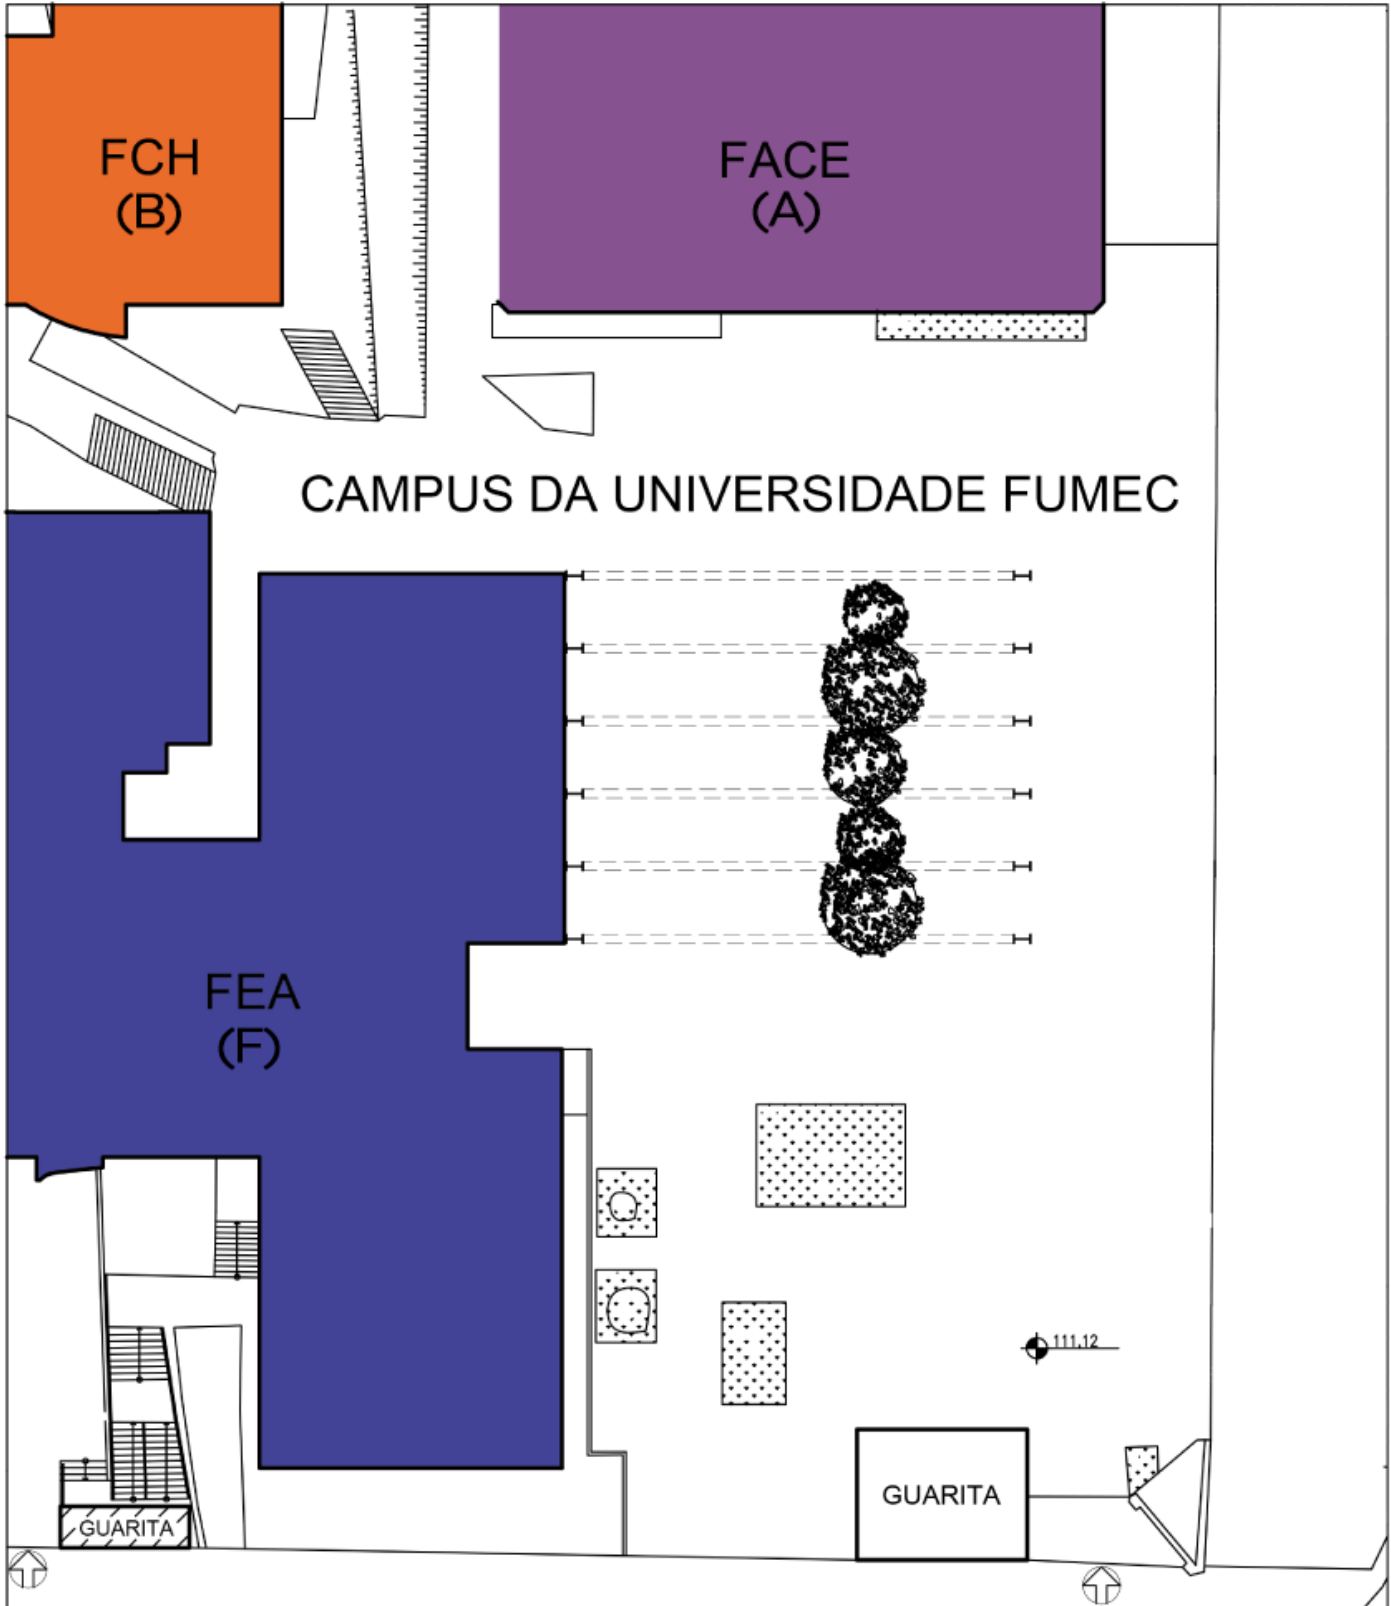 FCH
(B)
FACE
(A)
CAMPUS DA UNIVERSIDADE FUMEC
FEA
(F)
111,12
GUARITA
GUARITA